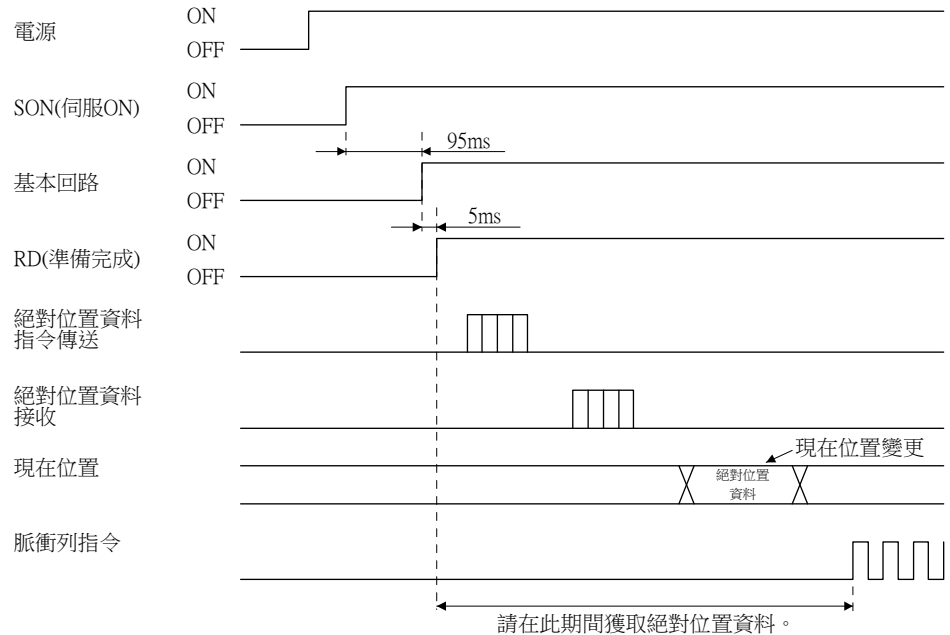 電源
ON
OFF
SON(伺服ON)
ON
OFF
95ms
基本回路
ON
OFF
5ms
RD(準備完成)
ON
OFF
絕對位置資料
指令傳送
絕對位置資料
接收
現在位置變更
現在位置
絕對位置
資料
脈衝列指令
請在此期間獲取絕對位置資料。